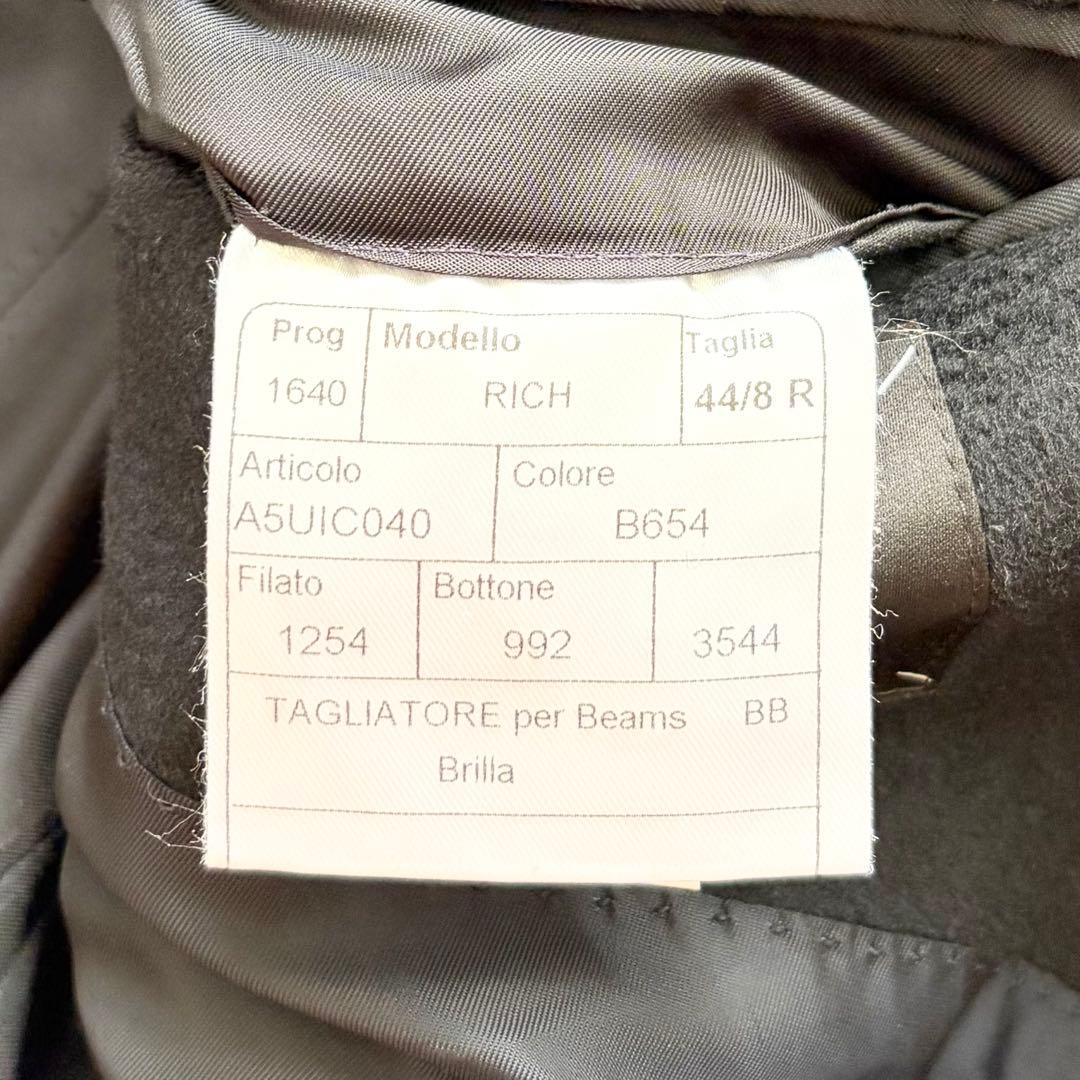 Prog Modello Taglia
1640 RICH 44/8 R
Articolo Colore
A5UIC040 B654
Filato Bottone
1254 992 3544
TAGLIATORE per Beams BB
Brilla